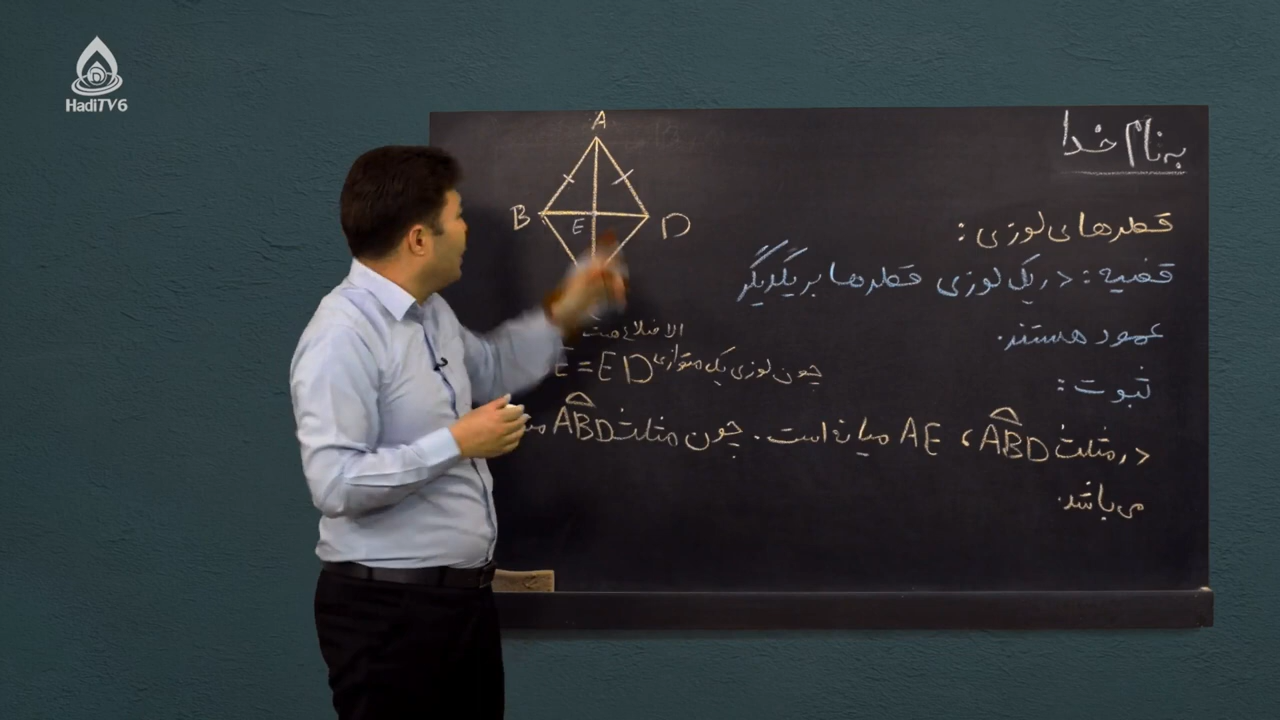 HadiTV6
به نام خدا
قطرهای لوزی:
قضیه: در یک لوزی قطرها بر یکدیگر
عمود هستند.
ثبوت:
A
B
E
D
الاضلاع
= ED چون لوزی یک متوازی
در مثلث ABD، AE میانه است. چون مثلث ABD
می باشد.